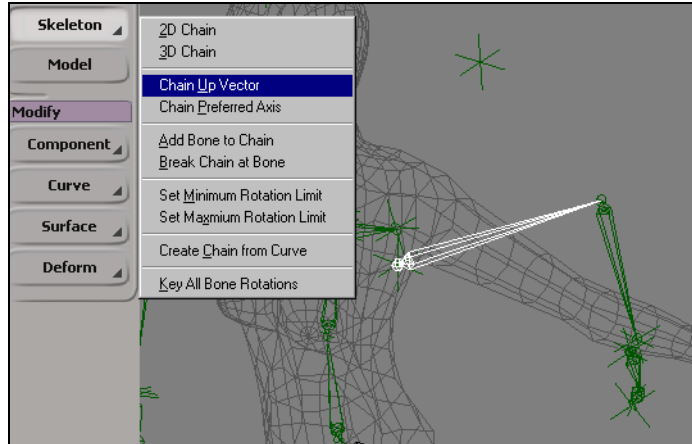 Skeleton
Model
Modify
Component
Curve
Surface
Deform
2D Chain
3D Chain
Chain Up Vector
Chain Preferred Axis
Add Bone to Chain
Break Chain at Bone
Set Minimum Rotation Limit
Set Maxmium Rotation Limit
Create Chain from Curve
Key All Bone Rotations